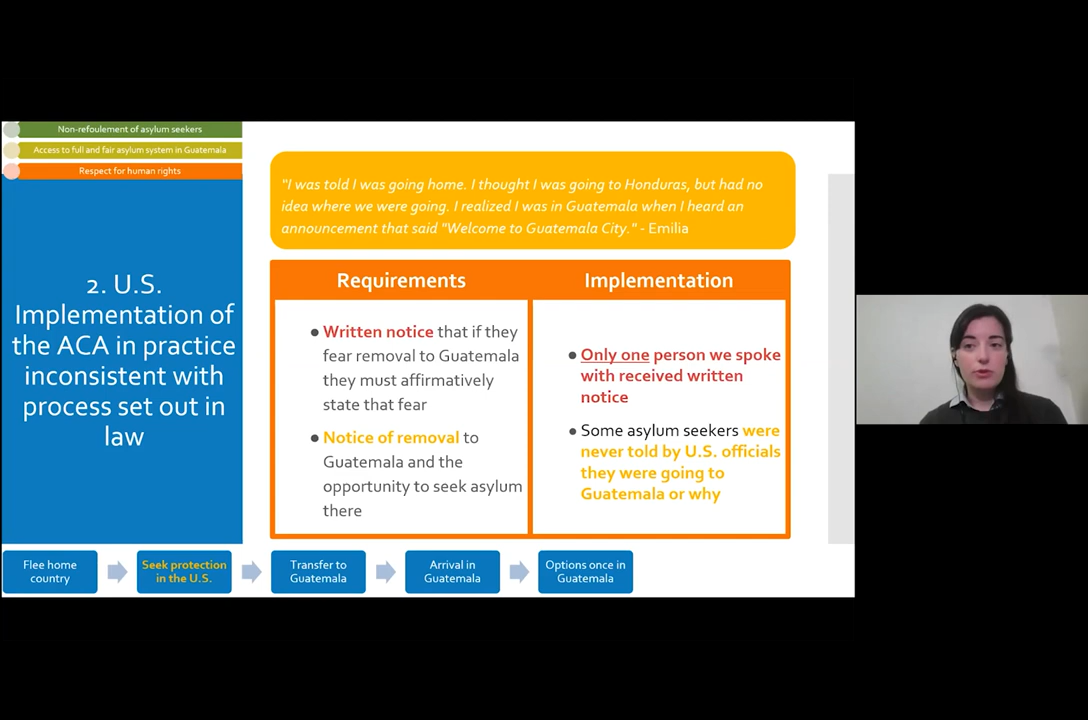 Non-refoulement of asylum seekers
Access to full and fair asylum system in Guatemala
Respect for human rights
2. U.S.
Implementation of
the ACA in practice
inconsistent with
process set out in
law
"I was told I was going home. I thought I was going to Honduras, but had no
idea where we were going. I realized I was in Guatemala when I heard an
announcement that said "Welcome to Guatemala City." - Emilia
Requirements
● Written notice that if they
fear removal to Guatemala
they must affirmatively
state that fear
● Notice of removal to
Guatemala and the
opportunity to seek asylum
there
Implementation
● Only one person we spoke
with received written
notice
● Some asylum seekers were
never told by U.S. officials
they were going to
Guatemala or why
Flee home
country
Seek protection
in the U.S.
Transfer to
Guatemala
Arrival in
Guatemala
Options once in
Guatemala